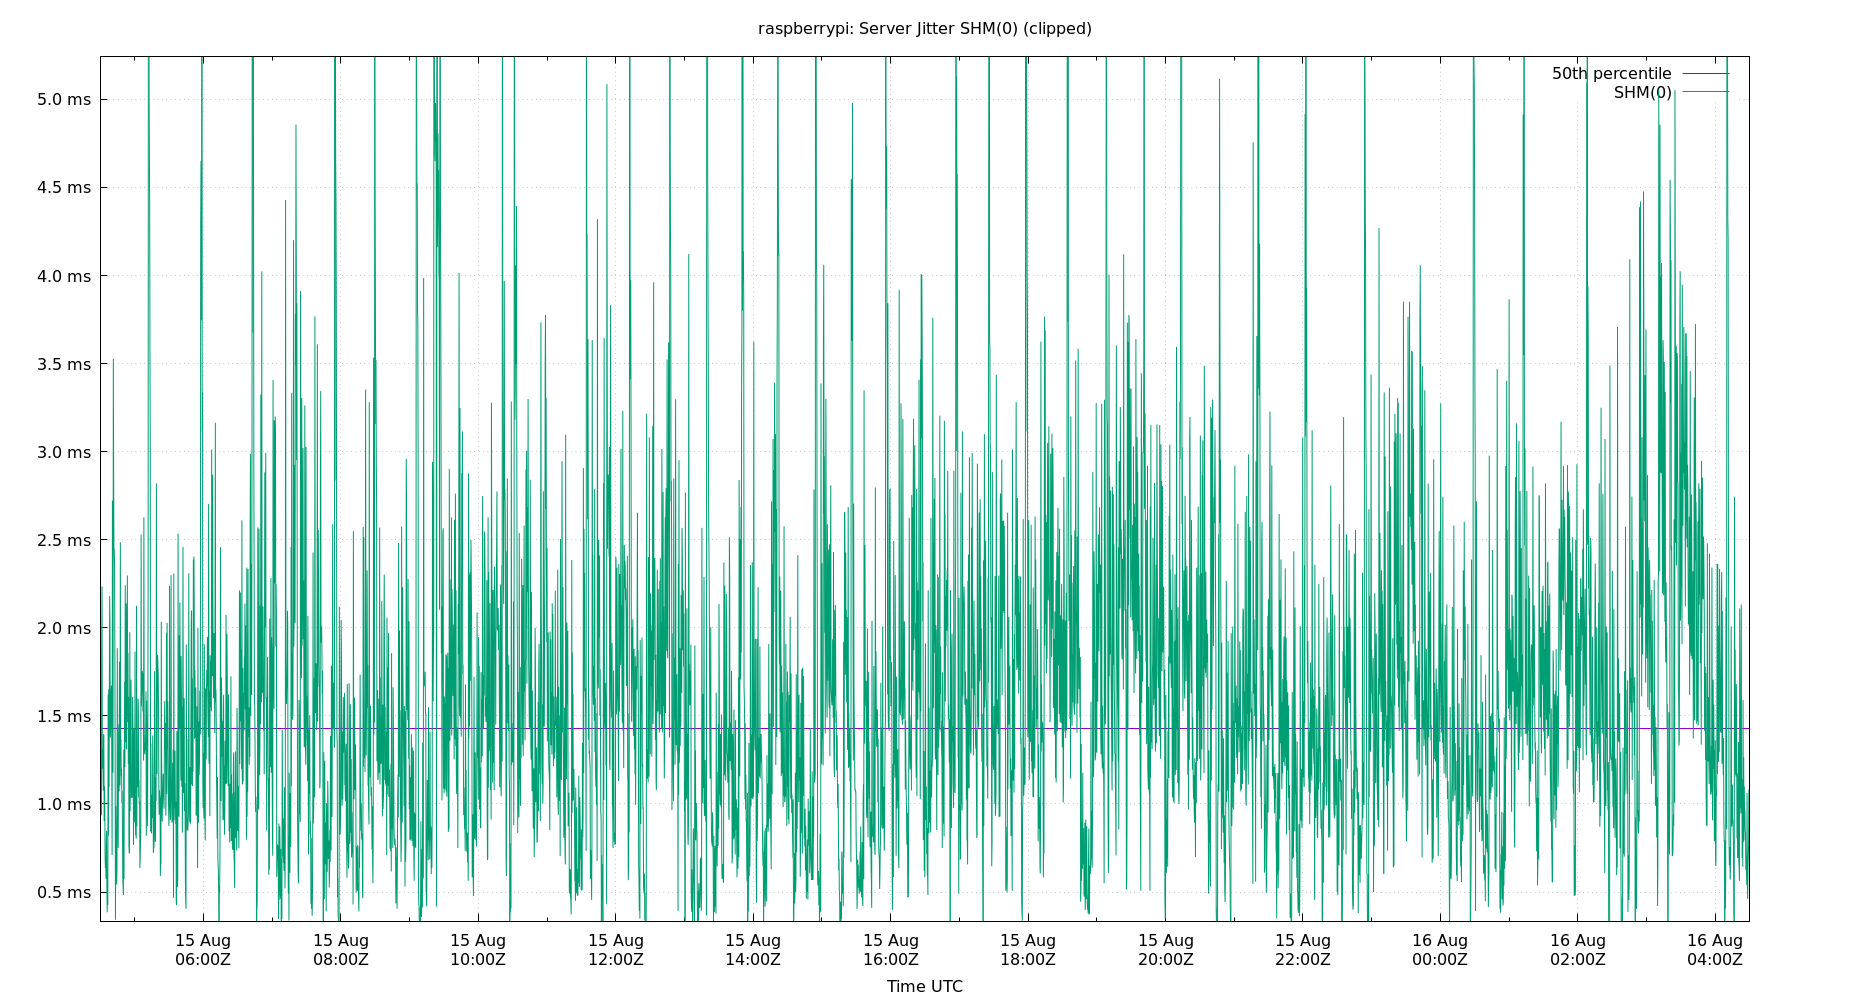 raspberrypi: Server Jitter SHM(0) (clipped)
50th percentile
SHM(0)
5.0 ms
4.5 ms
4.0 ms
3.5 ms
3.0 ms
2.5 ms
2.0 ms
1.5 ms
1.0 ms
0.5 ms
15 Aug 15 Aug 15 Aug 15 Aug 15 Aug 15 Aug 15 Aug 15 Aug 15 Aug 16 Aug 16 Aug 16 Aug
06:00Z 08:00Z 10:00Z 12:00Z 14:00Z 16:00Z 18:00Z 20:00Z 22:00Z 00:00Z 02:00Z 04:00Z
Time UTC